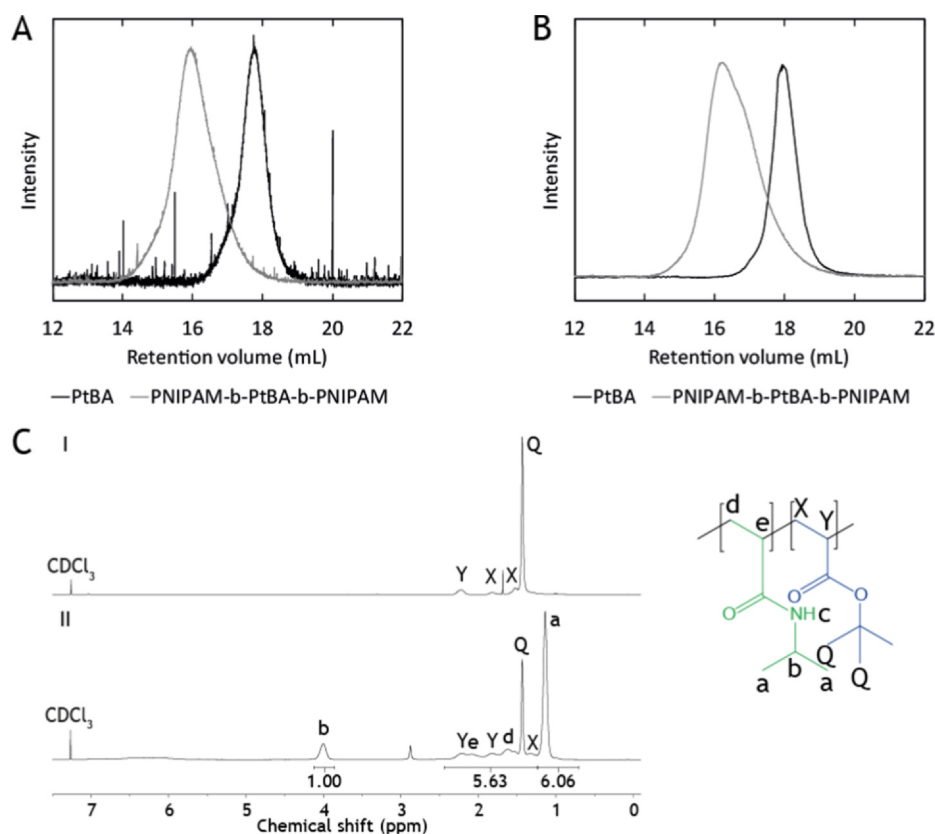 A
Intensity
12 14 16 18 20 22
Retention volume (mL)
PtBA PNIPAM-b-PtBA-b-PNIPAM
B
Intensity
12 14 16 18 20 22
Retention volume (mL)
PtBA PNIPAM-b-PtBA-b-PNIPAM
C
I
Q
CDCl3
Y X X
II
a
Q
CDCl3
b
Ye Y d X
1.00 5.63 6.06
7 6 5 4 3 2 1 0
Chemical shift (ppm)
d X
e Y
O O O
NH c
Q
b
a a Q